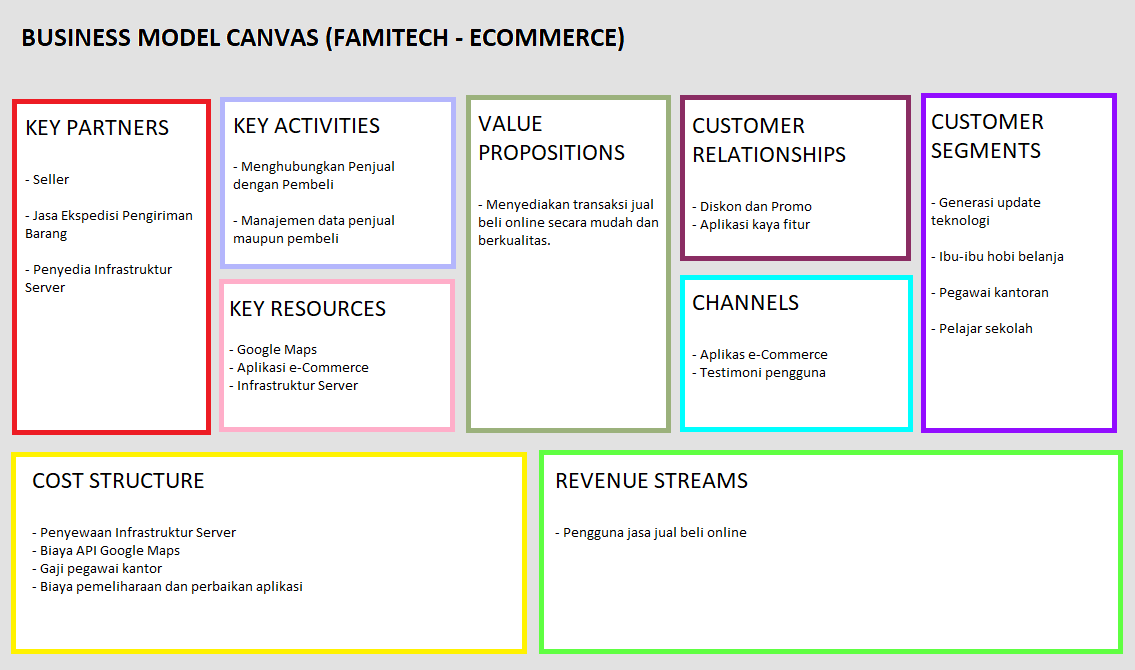 BUSINESS MODEL CANVAS (FAMITECH - ECOMMERCE)
KEY PARTNERS
- Seller
- Jasa Ekspedisi Pengiriman
Barang
- Penyedia Infrastruktur
Server
KEY ACTIVITIES
- Menghubungkan Penjual
dengan Pembeli
- Manajemen data penjual
maupun pembeli
KEY RESOURCES
- Google Maps
- Aplikasi e-Commerce
- Infrastruktur Server
VALUE
PROPOSITIONS
- Menyediakan transaksi jual
beli online secara mudah dan
berkualitas.
CUSTOMER
RELATIONSHIPS
- Diskon dan Promo
- Aplikasi kaya fitur
CHANNELS
- Aplikas e-Commerce
- Testimoni pengguna
CUSTOMER
SEGMENTS
- Generasi update
teknologi
- Ibu-ibu hobi belanja
- Pegawai kantoran
- Pelajar sekolah
COST STRUCTURE
- Penyewaan Infrastruktur Server
- Biaya API Google Maps
- Gaji pegawai kantor
- Biaya pemeliharaan dan perbaikan aplikasi
REVENUE STREAMS
- Pengguna jasa jual beli online